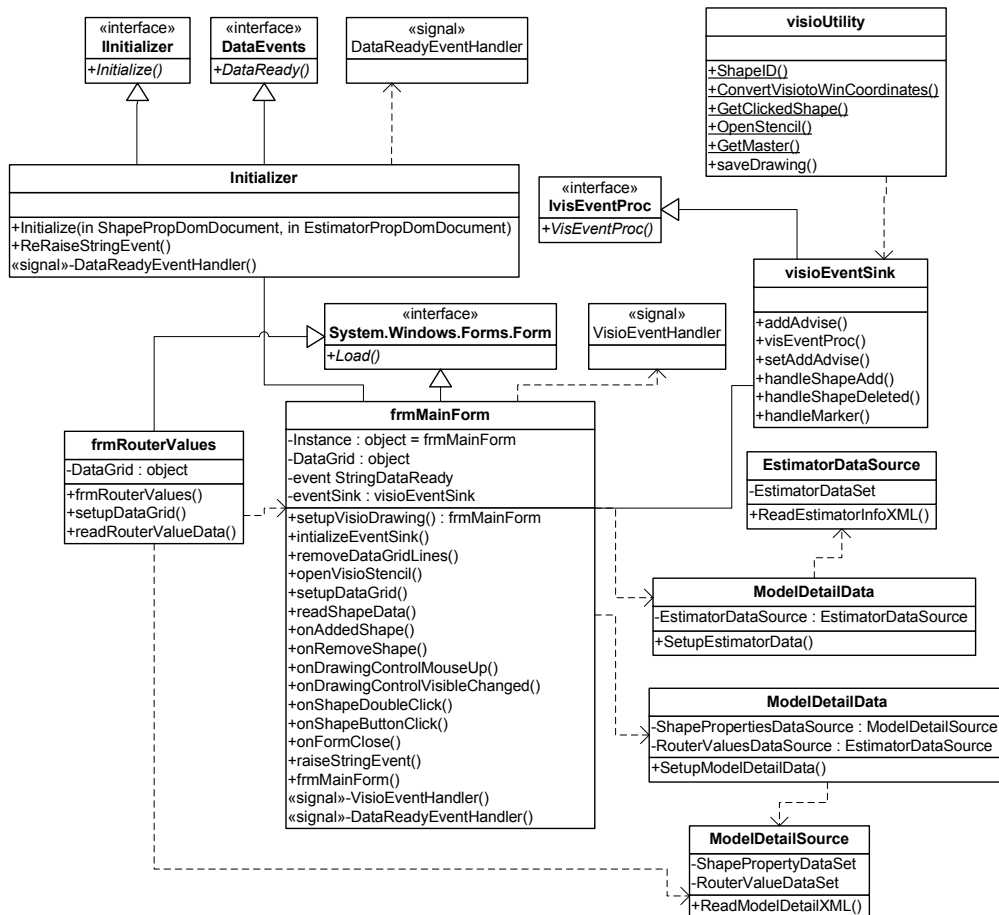 «interface»
IInitializer
+Initialize()
«interface»
DataEvents
+DataReady()
«signal»
DataReadyEventHandler
visioUtility
+ShapeID()
+ConvertVisiotoWinCoordinates()
+GetClickedShape()
+OpenStencil()
+GetMaster()
+saveDrawing()
Initializer
+Initialize(in ShapePropDomDocument, in EstimatorPropDomDocument)
+ReRaiseStringEvent()
«signal»-DataReadyEventHandler()
«interface»
IvisEventProc
+VisEventProc()
visioEventSink
+addAdvise()
+visEventProc()
+setAddAdvise()
+handleShapeAdd()
+handleShapeDeleted()
+handleMarker()
«interface»
System.Windows.Forms.Form
+Load()
«signal»
VisioEventHandler
frmRouterValues
-DataGrid : object
+frmRouterValues()
+setupDataGrid()
+readRouterValueData()
frmMainForm
-Instance : object = frmMainForm
-DataGrid : object
-event StringDataReady
-eventSink : visioEventSink
+setupVisioDrawing() : frmMainForm
+intializeEventSink()
+removeDataGridLines()
+openVisioStencil()
+setupDataGrid()
+readShapeData()
+onAddedShape()
+onRemoveShape()
+onDrawingControlMouseUp()
+onDrawingControlVisibleChanged()
+onShapeDoubleClick()
+onShapeButtonClick()
+onFormClose()
+raiseStringEvent()
+frmMainForm()
«signal»-VisioEventHandler()
«signal»-DataReadyEventHandler()
EstimatorDataSource
-EstimatorDataSet
+ReadEstimatorInfoXML()
ModelDetailData
-EstimatorDataSource : EstimatorDataSource
+SetupEstimatorData()
ModelDetailData
-ShapePropertiesDataSource : ModelDetailSource
-RouterValuesDataSource : EstimatorDataSource
+SetupModelDetailData()
ModelDetailSource
-ShapePropertyDataSet
-RouterValueDataSet
+ReadModelDetailXML()